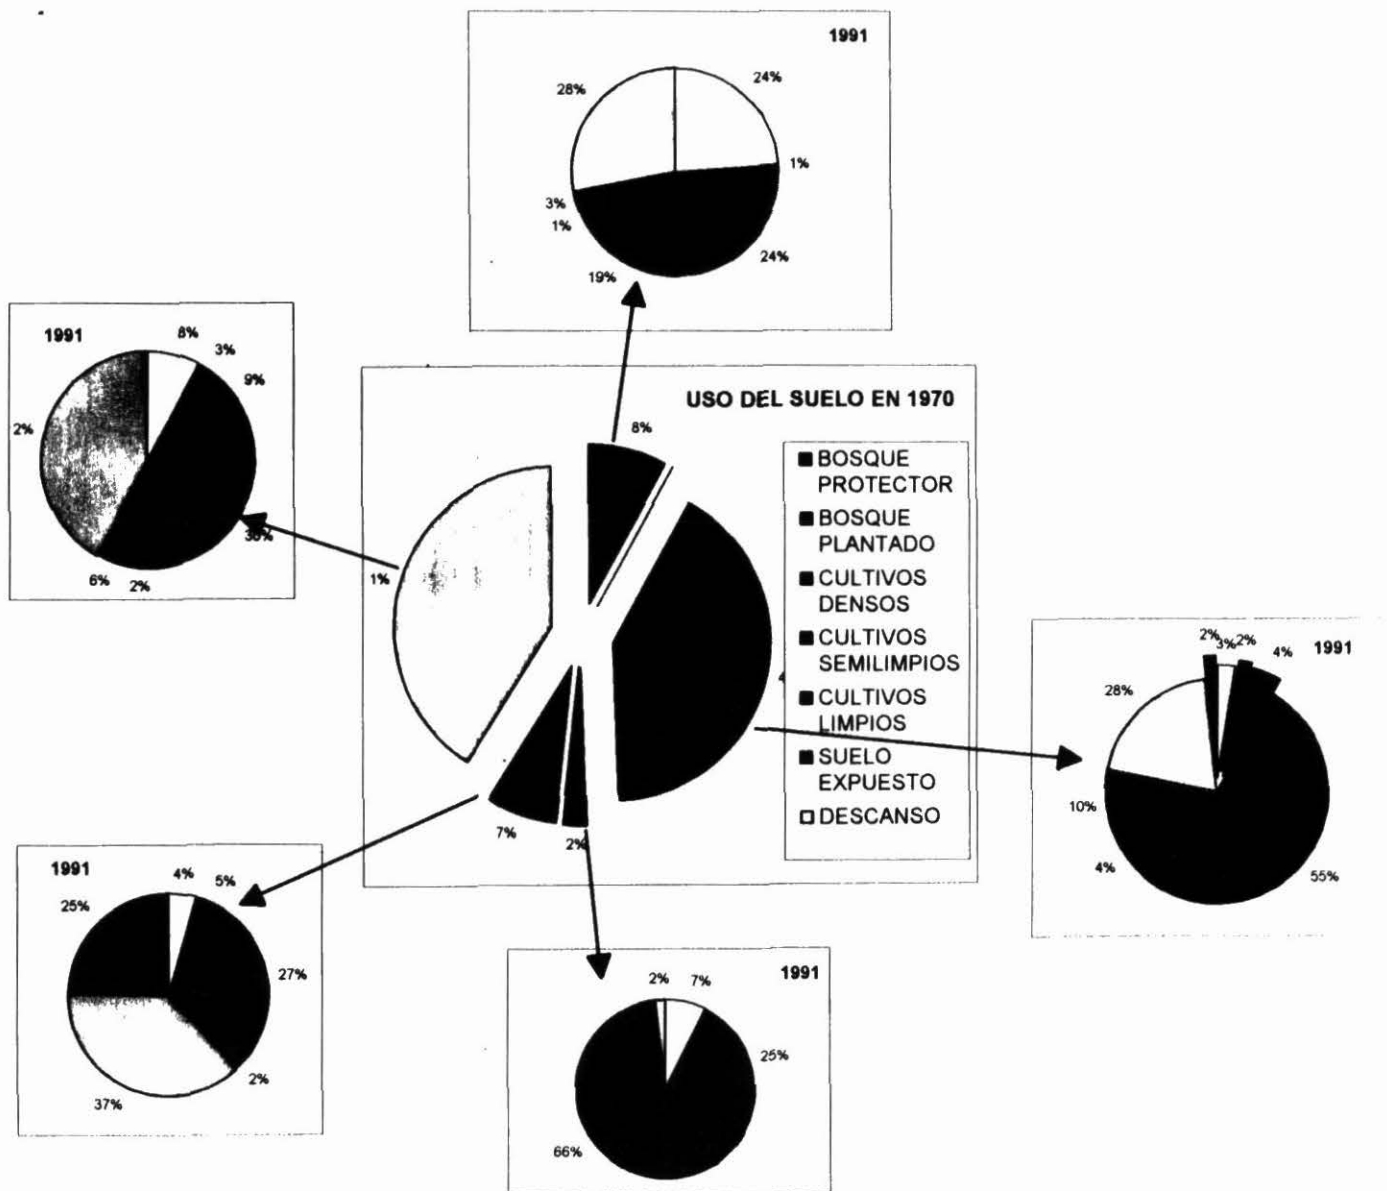 1991
28%
24%
1%
3%
1%
24%
19%
1991
8%
3%
9%
2%
6%
2%
USO DEL SUELO EN 1970
8%
1%
7%
2%
BOSQUE
PROTECTOR
BOSQUE
PLANTADO
CULTIVOS
DENSOS
CULTIVOS
SEMILIMPIOS
CULTIVOS
LIMPIOS
SUELO
EXPUESTO
DESCANSO
1991
2%
3%
2%
4%
28%
10%
4%
55%
1991
4%
5%
25%
27%
2%
37%
1991
2%
7%
25%
66%